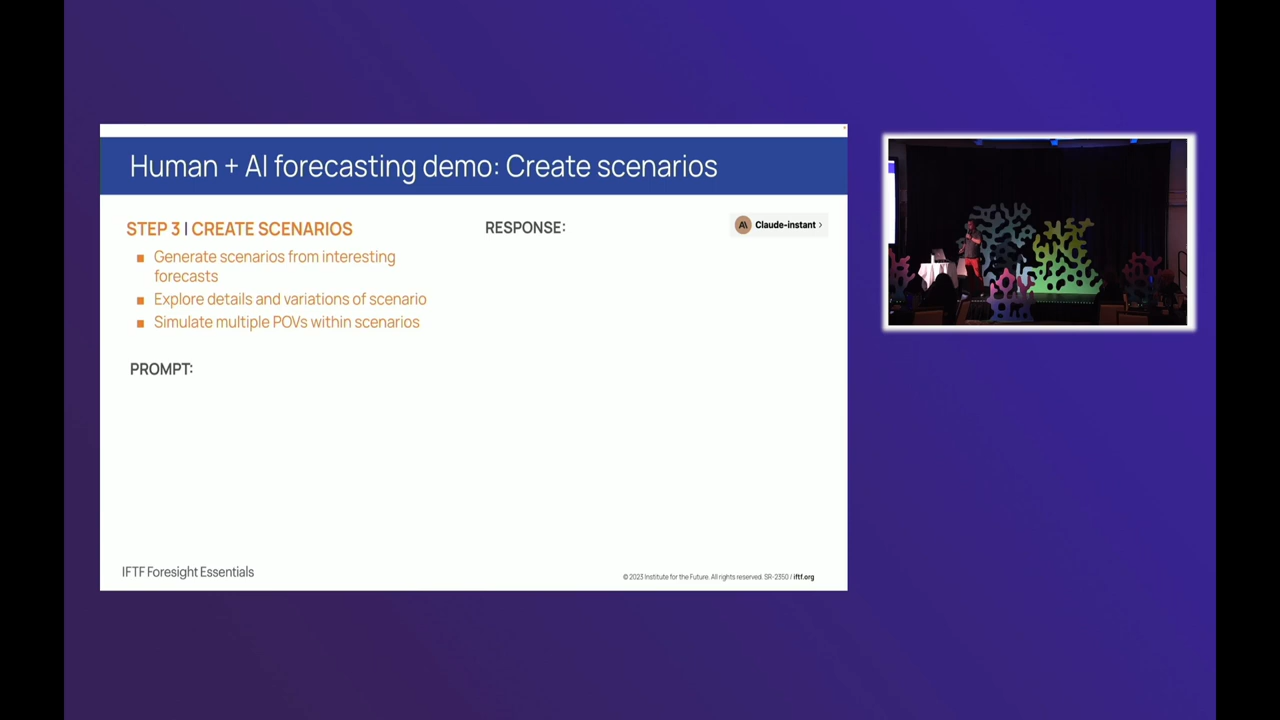 Human + AI forecasting demo: Create scenarios
STEP 3 | CREATE SCENARIOS
■ Generate scenarios from interesting
forecasts
■ Explore details and variations of scenario
■ Simulate multiple POVs within scenarios
PROMPT:
RESPONSE:
Claude-instant ›
IFTF Foresight Essentials
© 2023 Institute for the Future. All rights reserved. SR-2350 / iftf.org